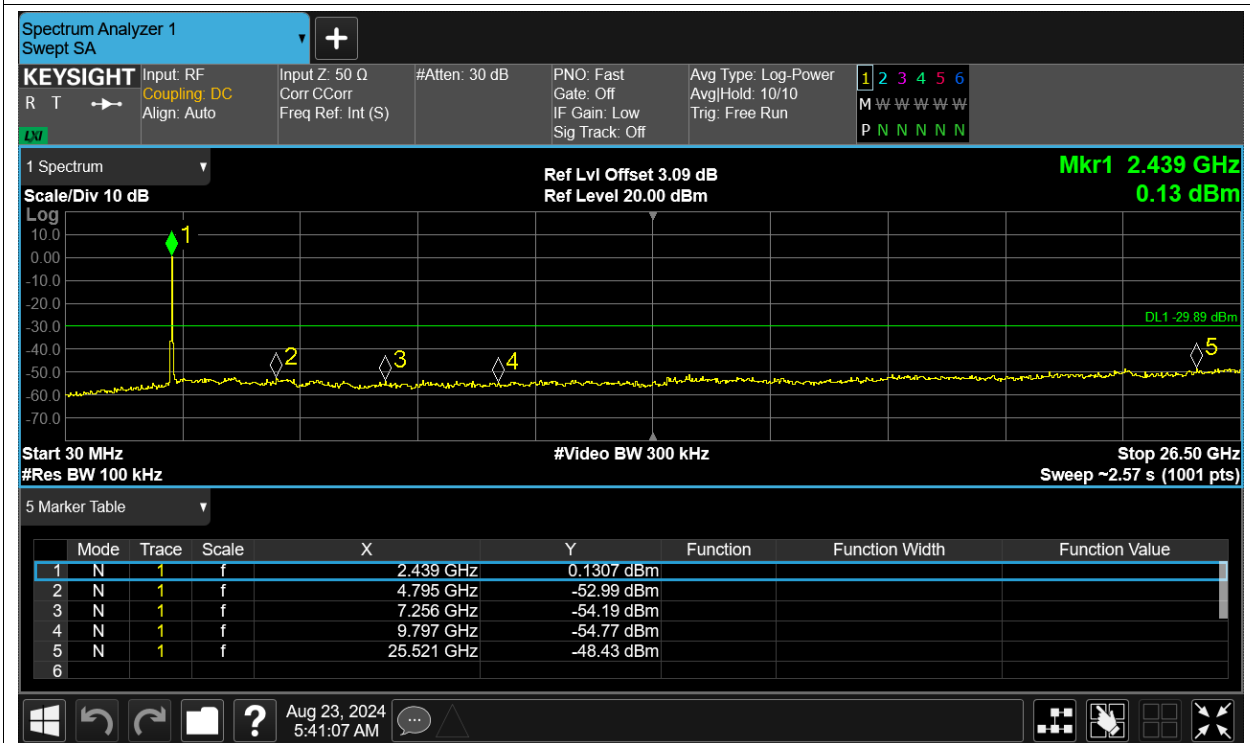 Spectrum Analyzer 1
Swept SA
+
KEYSIGHT
R T
LXI
Input: RF
Coupling: DC
Align: Auto
Input Z: 50 Ω
Corr CCorr
Freq Ref: Int (S)
#Atten: 30 dB
PNO: Fast
Gate: Off
IF Gain: Low
Sig Track: Off
Avg Type: Log-Power
Avg|Hold: 10/10
Trig: Free Run
1 2 3 4 5 6
M W W W W W
P N N N N N
1 Spectrum
Scale/Div 10 dB
Ref Lvl Offset 3.09 dB
Ref Level 20.00 dBm
Mkr1 2.439 GHz
0.13 dBm
Log
10.0
0.00
-10.0
-20.0
-30.0
-40.0
-50.0
-60.0
-70.0
1
2
3
4
5
DL1 -29.89 dBm
Start 30 MHz
#Video BW 300 kHz
Stop 26.50 GHz
#Res BW 100 kHz
Sweep ~2.57 s (1001 pts)
5 Marker Table
Mode Trace Scale X Y Function Function Width Function Value
1 N 1 f 2.439 GHz 0.1307 dBm
2 N 1 f 4.795 GHz -52.99 dBm
3 N 1 f 7.256 GHz -54.19 dBm
4 N 1 f 9.797 GHz -54.77 dBm
5 N 1 f 25.521 GHz -48.43 dBm
6
?
Aug 23, 2024
5:41:07 AM